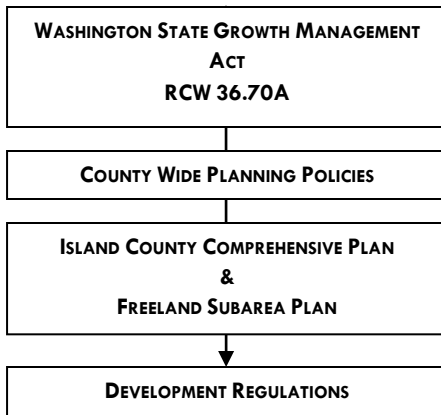 WASHINGTON STATE GROWTH MANAGEMENT
ACT
RCW 36.70A
COUNTY WIDE PLANNING POLICIES
ISLAND COUNTY COMPREHENSIVE PLAN
&
FREELAND SUBAREA PLAN
DEVELOPMENT REGULATIONS